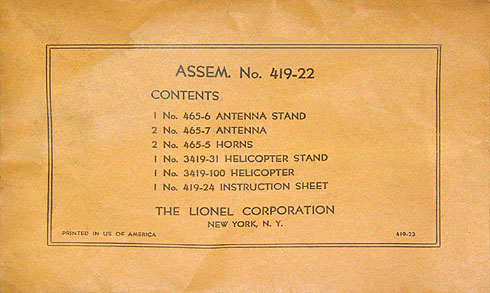 ASSEM. No. 419-22
CONTENTS
1 No. 465-6 ANTENNA STAND
2 No. 465-7 ANTENNA
2 No. 465-5 HORNS
1 No. 3419-31 HELICOPTER STAND
1 No. 3419-100 HELICOPTER
1 No. 419-24 INSTRUCTION SHEET
THE LIONEL CORPORATION
NEW YORK, N. Y.
PRINTED IN US OF AMERICA 419-23